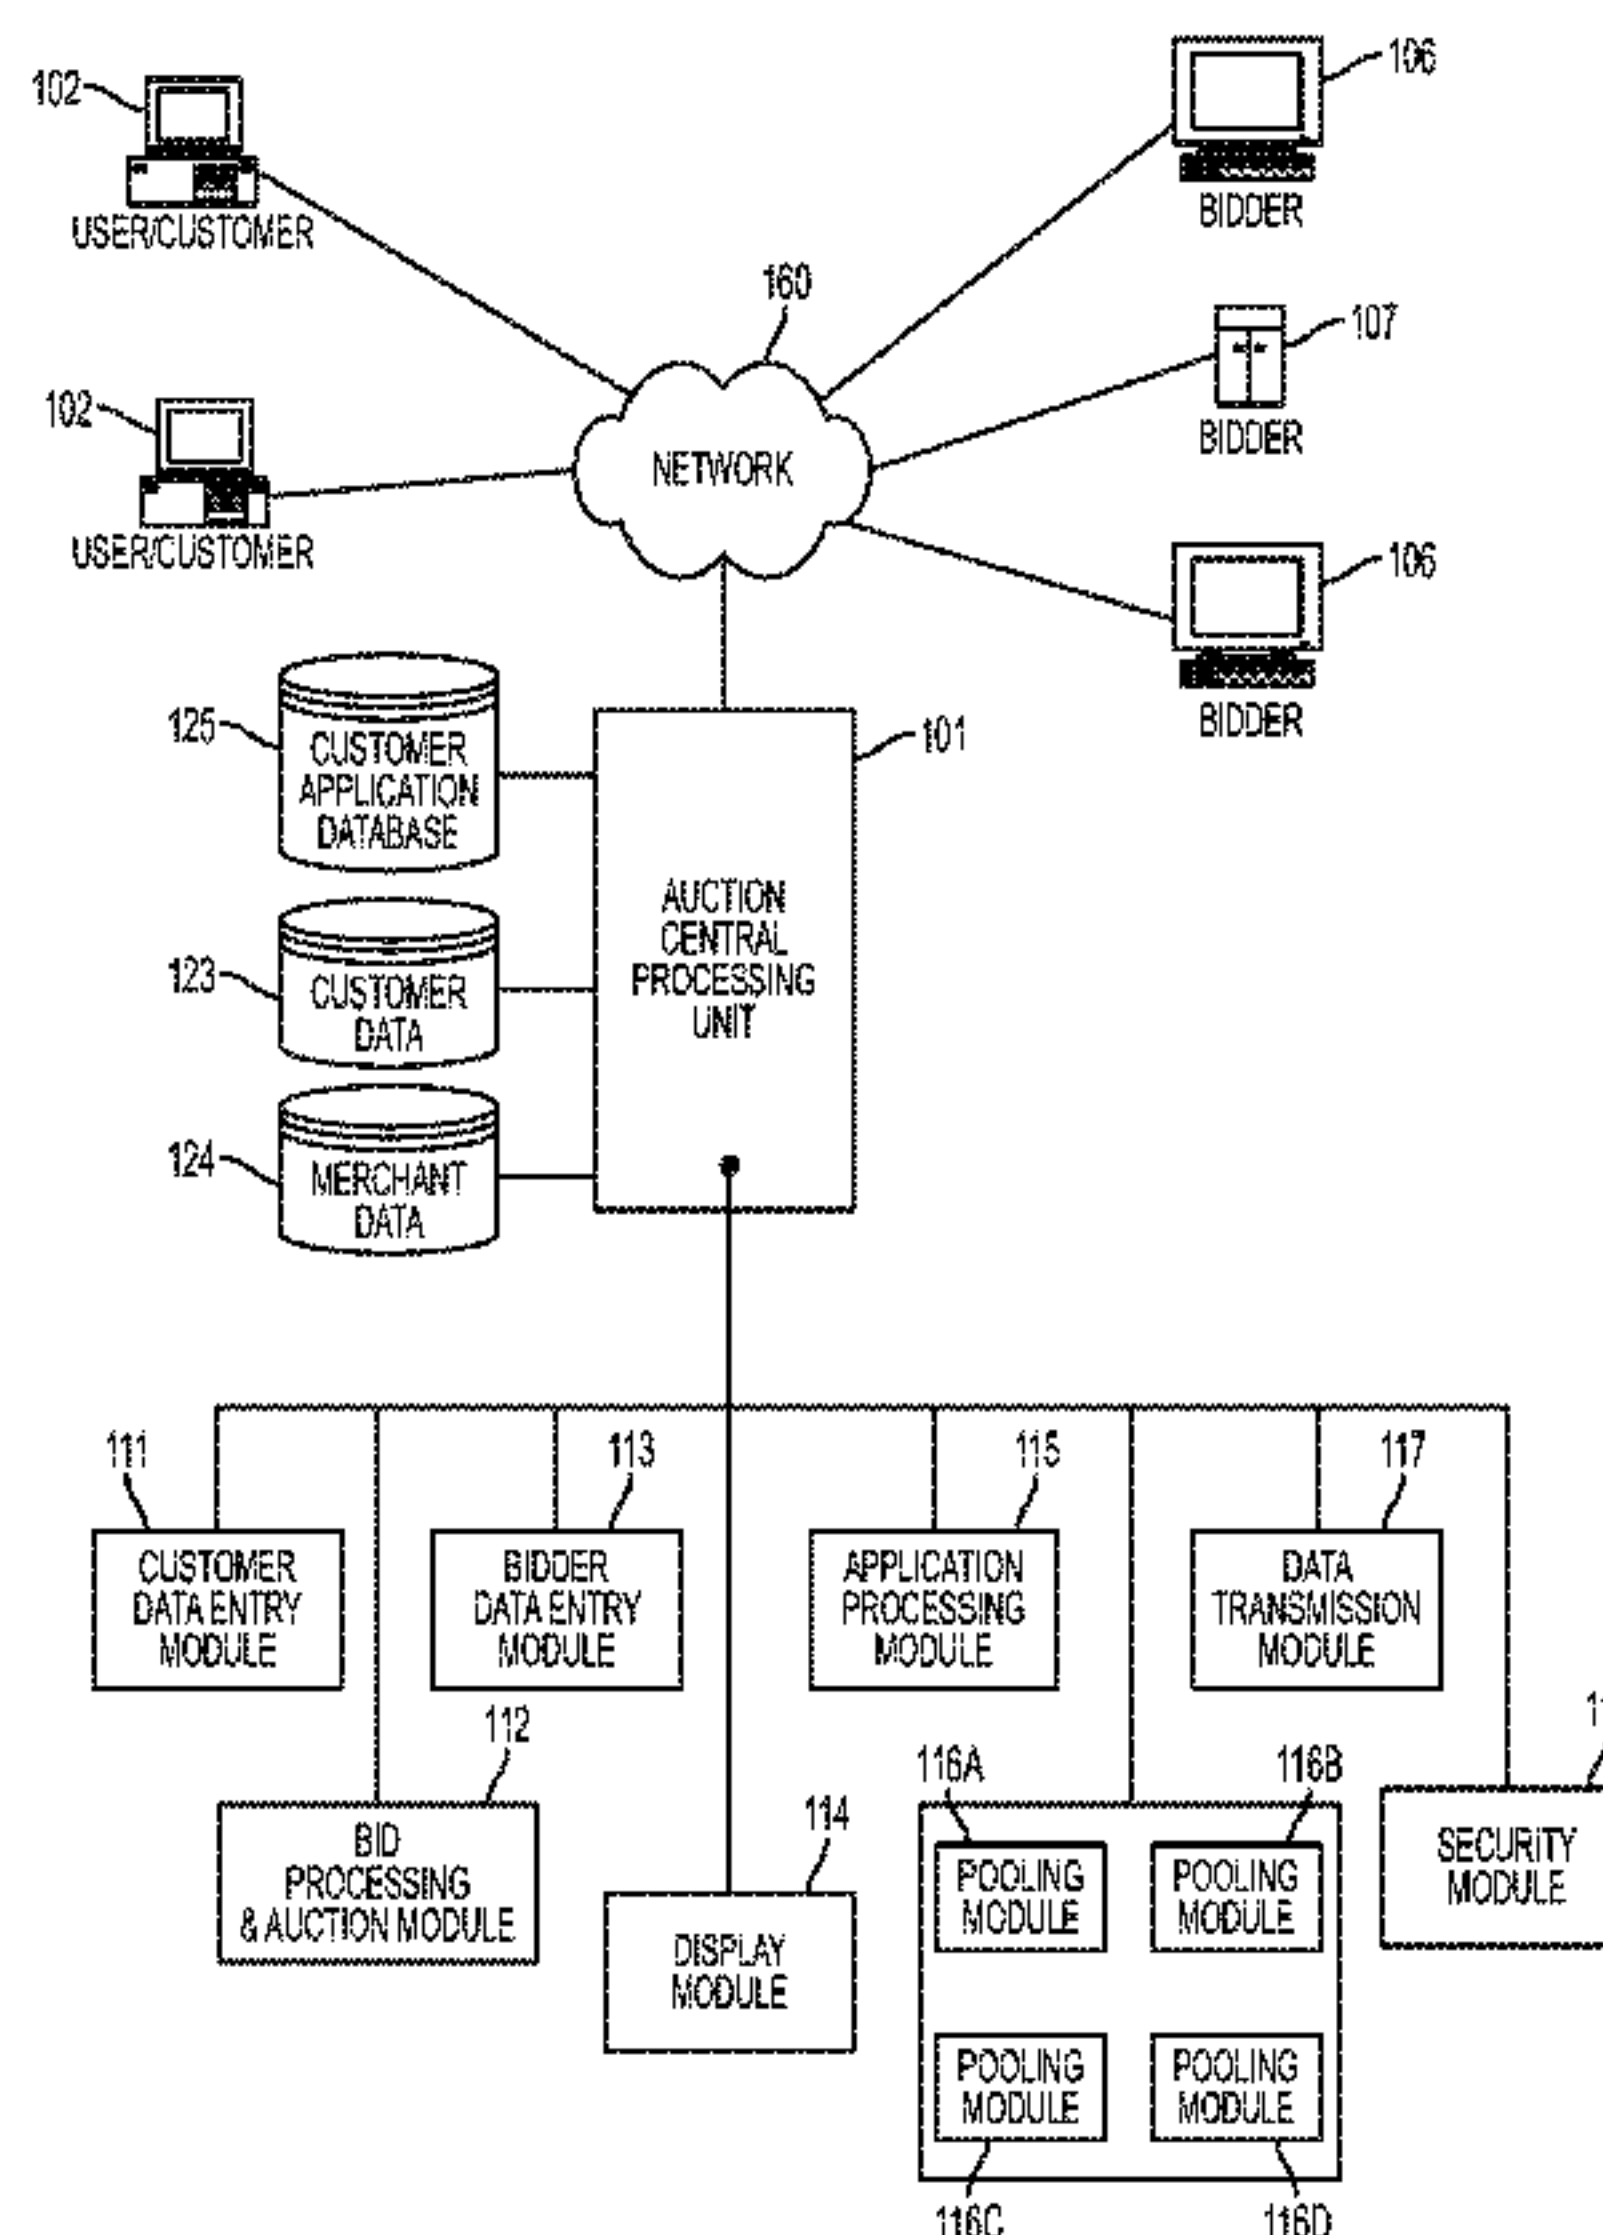 102
USER/CUSTOMER
106
BIDDER
160
107
BIDDER
102
USER/CUSTOMER
NETWORK
106
BIDDER
125
CUSTOMER
APPLICATION
DATABASE
101
AUCTION
CENTRAL
PROCESSING
UNIT
123
CUSTOMER
DATA
124
MERCHANT
DATA
111
113
115
117
CUSTOMER
DATA ENTRY
MODULE
BIDDER
DATA ENTRY
MODULE
APPLICATION
PROCESSING
MODULE
DATA
TRANSMISSION
MODULE
112
BID
PROCESSING
& AUCTION MODULE
114
DISPLAY
MODULE
116A
116B
POOLING
MODULE
POOLING
MODULE
POOLING
MODULE
POOLING
MODULE
116C
116D
SECURITY
MODULE